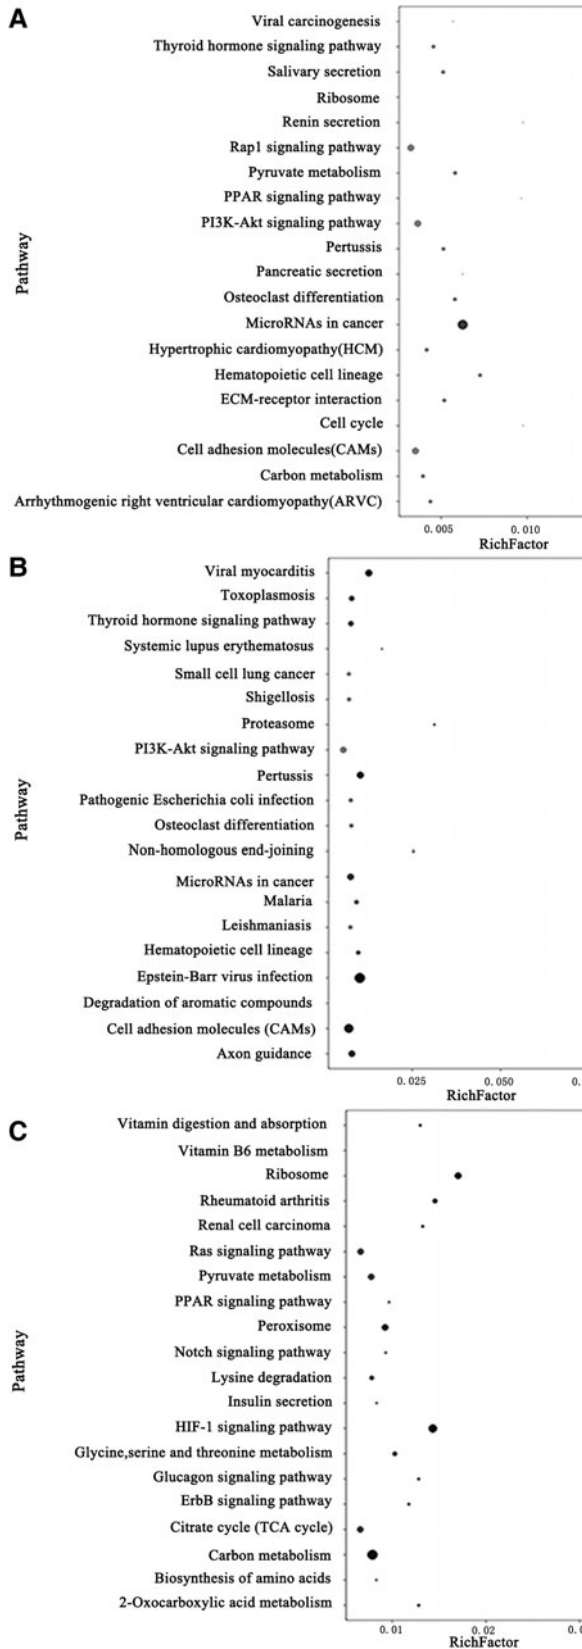 A
Viral carcinogenesis
Thyroid hormone signaling pathway
Salivary secretion
Ribosome
Renin secretion
Rap1 signaling pathway
Pyruvate metabolism
PPAR signaling pathway
PI3K-Akt signaling pathway
Pathway
Pertussis
Pancreatic secretion
Osteoclast differentiation
MicroRNAs in cancer
Hypertrophic cardiomyopathy(HCM)
Hematopoietic cell lineage
ECM-receptor interaction
Cell cycle
Cell adhesion molecules(CAMs)
Carbon metabolism
Arrhythmogenic right ventricular cardiomyopathy(ARVC)
0.005 0.010
RichFactor
B
Viral myocarditis
Toxoplasmosis
Thyroid hormone signaling pathway
Systemic lupus erythematosus
Small cell lung cancer
Shigellosis
Proteasome
PI3K-Akt signaling pathway
Pertussis
Pathway
Pathogenic Escherichia coli infection
Osteoclast differentiation
Non-homologous end-joining
MicroRNAs in cancer
Malaria
Leishmaniasis
Hematopoietic cell lineage
Epstein-Barr virus infection
Degradation of aromatic compounds
Cell adhesion molecules (CAMs)
Axon guidance
0.025 0.050
RichFactor
C
Vitamin digestion and absorption
Vitamin B6 metabolism
Ribosome
Rheumatoid arthritis
Renal cell carcinoma
Ras signaling pathway
Pyruvate metabolism
PPAR signaling pathway
Peroxisome
Pathway
Notch signaling pathway
Lysine degradation
Insulin secretion
HIF-1 signaling pathway
Glycine,serine and threonine metabolism
Glucagon signaling pathway
ErbB signaling pathway
Citrate cycle (TCA cycle)
Carbon metabolism
Biosynthesis of amino acids
2-Oxocarboxylic acid metabolism
0.01 0.02
RichFactor